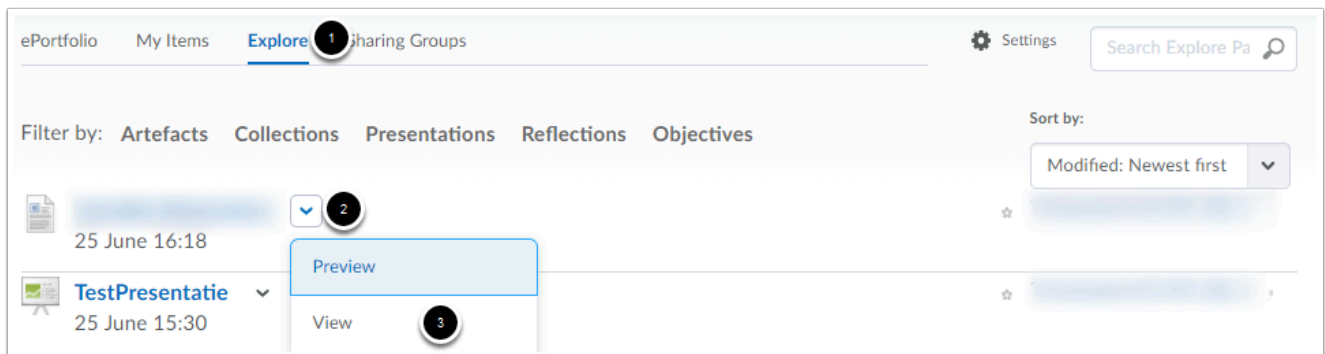 ePortfolio My Items Explore 1 Sharing Groups Settings Search Explore Pa
Filter by: Artefacts Collections Presentations Reflections Objectives
Sort by:
Modified: Newest first
2
25 June 16:18
Preview
TestPresentatie
25 June 15:30
View 3